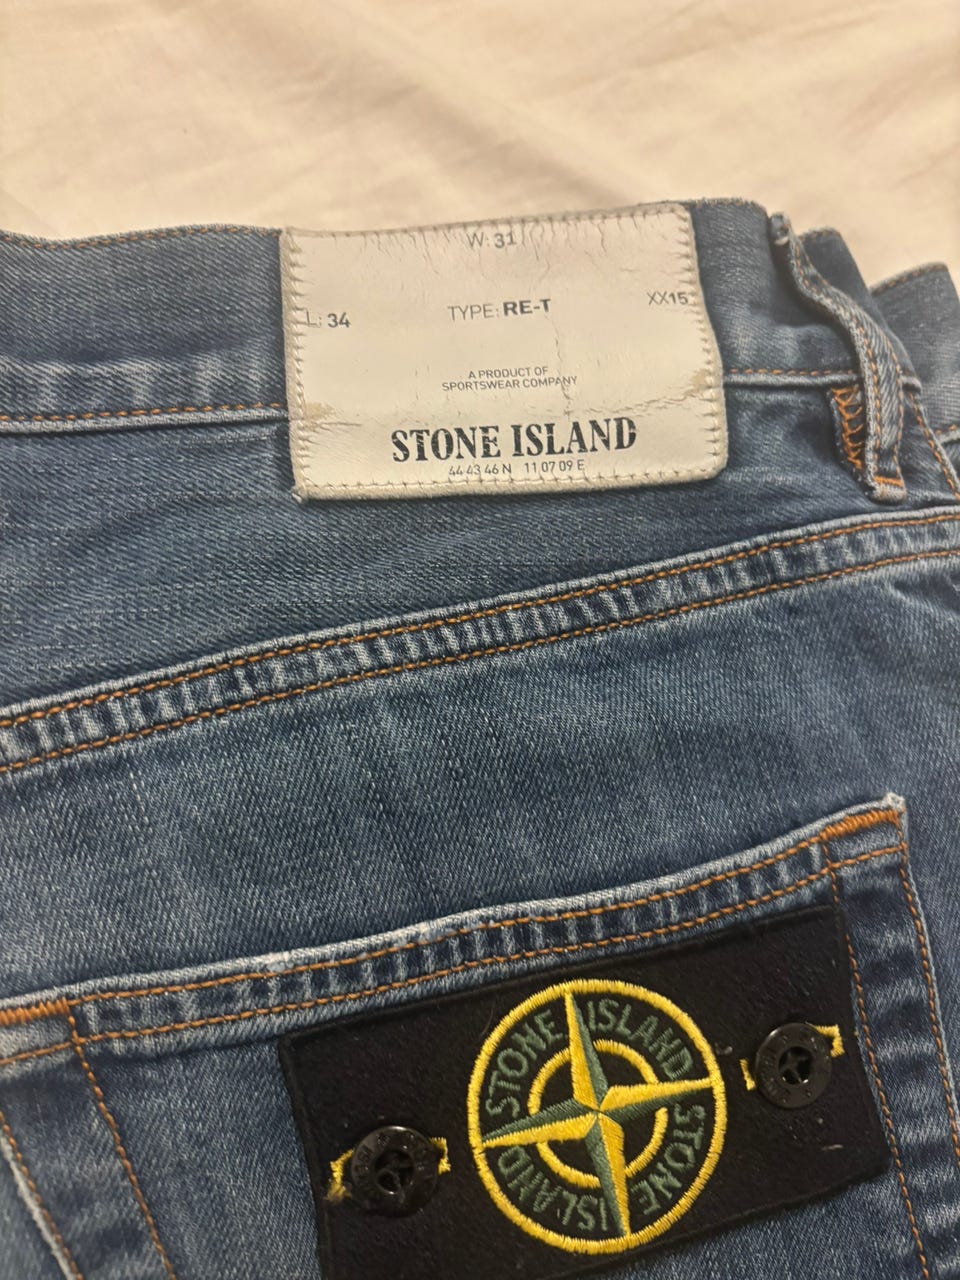 W: 31
L: 34 TYPE: RE-T XX15
A PRODUCT OF
SPORTSWEAR COMPANY
STONE ISLAND
44 43 46 N 11 07 09 E
STONE ISLAND STONE ISLAND